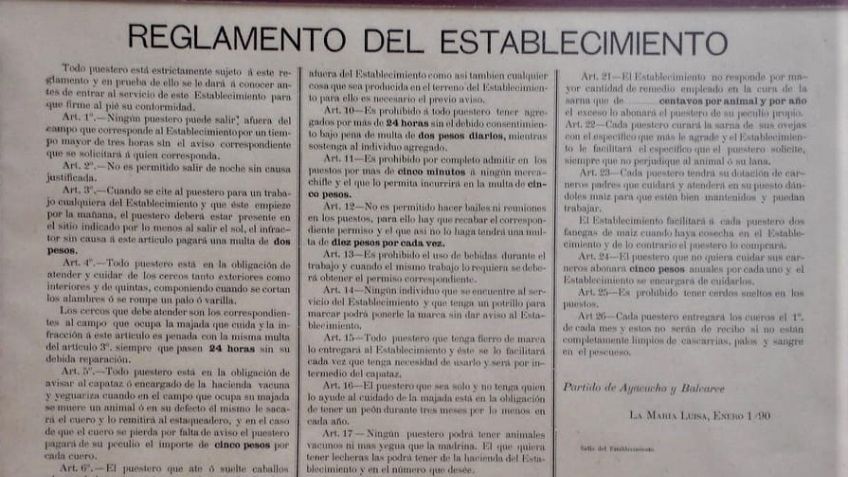 REGLAMENTO DEL ESTABLECIMIENTO
Todo puestero está estrictamente sujeto á este re-
glamento y en prueba de ello se le dará á conocer an-
tes de entrar al servicio de este Establecimiento para
que firme al pié su conformidad.
Art. 1º.—Ningún puestero puede salir, afuera del
campo que corresponde al Establecimiento por un tiem-
po mayor de tres horas sin el aviso correspondiente
que se solicitará á quien corresponda.
Art. 2º.—No es permitido salir de noche sin causa
justificada.
Art. 3º.—Cuando se cite al puestero para un traba-
jo cualquiera del Establecimiento y que éste empiezo
por la mañana, el puestero deberá estar presente en
el sitio indicado por lo menos al salir el sol, el infrac-
tor sin causa á este artículo pagará una multa de dos
pesos.
Art. 4º.—Todo puestero está en la obligación de
atender y cuidar de los cercos tanto exteriores como
interiores y de quintas, componiendo cuando se cortan
los alambres ó se rompe un palo ó varilla.
Los cercos que debe atender son los correspondien-
tes al campo que ocupa la majada que cuida y la in-
fracción á este artículo es penada con la misma multa
del artículo 3º. siempre que pasen 24 horas sin su
debida reparación.
Art. 5º.—Todo puestero está en la obligación de
avisar al capataz ó encargado de la hacienda vacuna
y yeguariza cuando en el campo que ocupa su majada
se muere un animal ó en su defecto él mismo le saca-
rá el cuero y lo remitirá al estaqueadero, y en el caso
de que el cuero se pierda por falta de aviso el puestero
pagará de su peculio el importe de cinco pesos por
cada cuero.
Art. 6º.—El puestero que ate ó suelte caballos
afuera del Establecimiento como asi tambien cualquier
cosa que sea producida en el terreno del Establecimien-
to para ello es necesario el previo aviso.
Art. 10—Es prohibido á todo puestero tener agre-
gados por más de 24 horas sin el debido consentimien-
to bajo pena de multa de dos pesos diarios, mientras
sostenga al individuo agregado.
Art. 11—Es prohibido por completo admitir en los
puestos por mas de cinco minutos á ningún merca-
chifle y el que lo permita incurrirá en la multa de cin-
co pesos.
Art. 12—No es permitido hacer bailes ni reuniones
en los puestos, para ello hay que recabar el correspon-
diente permiso y el que asi no lo haga tendrá una mul-
ta de diez pesos por cada vez.
Art. 13—Es prohibido el uso de bebidas durante el
trabajo y cuando el mismo trabajo lo requiera se debe-
rá obtener el permiso correspondiente.
Art. 14—Ningún individuo que se encuentre al ser-
vicio del Establecimiento y que tenga un potrillo para
marcar podrá ponerle la marca sin dar aviso al Esta-
blecimiento.
Art. 15—Todo puestero que tenga fierro de marca
lo entregará al Establecimiento y éste se lo facilitará
cada vez que tenga necesidad de usarlo y será por in-
termedio del capataz.
Art. 16—El puestero que sea solo y no tenga quien
lo ayude al cuidado de la majada está en la obligación
de tener un peón durante tres meses por lo menos en
cada año.
Art. 17—Ningún puestero podrá tener animales
vacunos ni mas yegua que la madrina. El que quiera
tener lecheras las podrá tener de la hacienda del Esta-
blecimiento y en el número que desée.
Art. 21—El Establecimiento no responde por ma-
yor cantidad de remedio empleado en la cura de la
sarna que de ........ centavos por animal y por año
el exceso lo abonará el puestero de su peculio propio.
Art. 22—Cada puestero curará la sarna de sus ovejas
con el específico que más le agrade y el Establecimien-
to le facilitará el específico que el puestero solicite,
siempre que no perjudique al animal ó su lana.
Art. 23—Cada puestero tendrá su dotación de car-
neros padres que cuidará y atenderá en su puesto dán-
doles maiz para que estén bien mantenidos y puedan
trabajar.
El Establecimiento facilitará á cada puestero dos
fanegas de maiz cuando haya cosecha en el Estable-
cimiento y de lo contrario el puestero lo comprará.
Art. 24—El puestero que no quiera cuidar sus car-
neros abonará cinco pesos anuales por cada uno y el
Establecimiento se encargará de cuidarlos.
Art. 25—Es prohibido tener cerdos sueltos en los
puestos.
Art 26—Cada puestero entregará los cueros el 1º.
de cada mes y estos no serán de recibo si no están
completamente limpios de cascarrias, palos y sangre
en el pescueso.
Partido de Ayacucho y Balcarce
LA MARIA LUISA, ENERO 1/90
Sello del Establecimiento